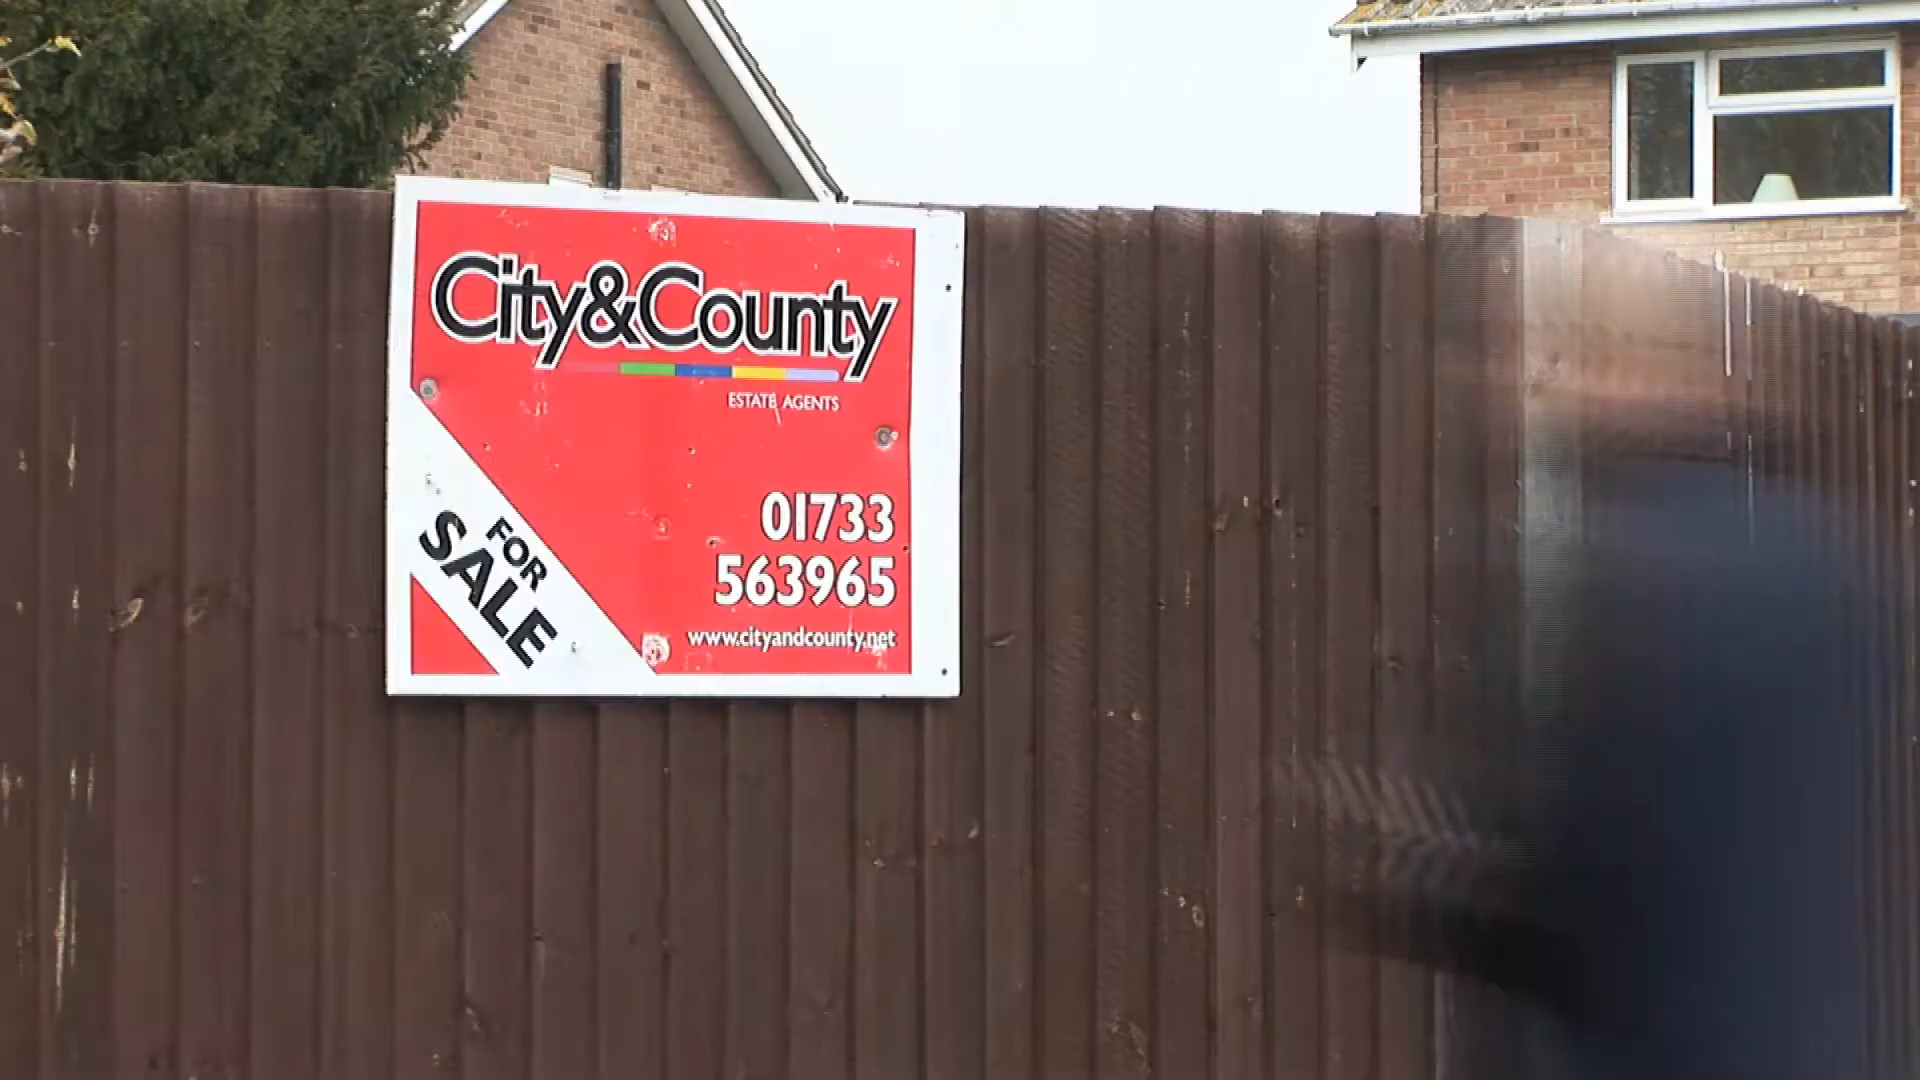 City&County
ESTATE AGENTS
01733
563965
www.cityandcounty.net
FOR
SALE